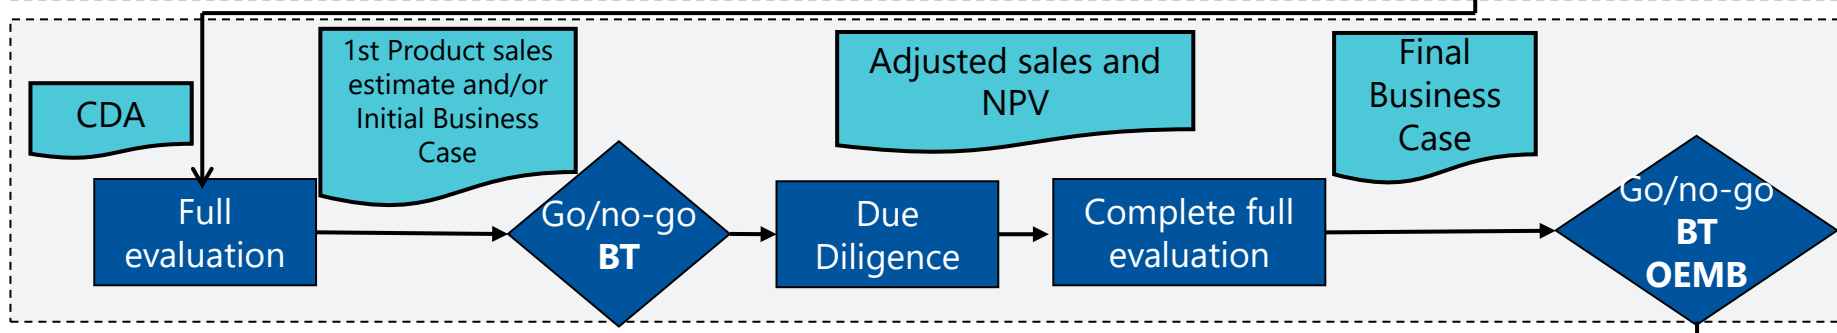 CDA
1st Product sales
estimate and/or
Initial Business
Case
Adjusted sales and
NPV
Final
Business
Case
Full
evaluation
Go/no-go
BT
Due
Diligence
Complete full
evaluation
Go/no-go
BT
OEMB